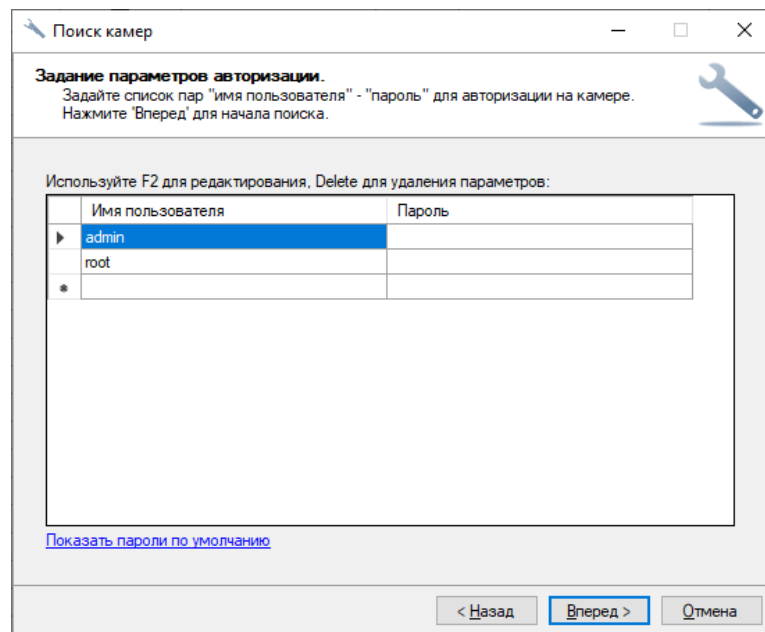 Поиск камер
Задание параметров авторизации.
Задайте список пар "имя пользователя" - "пароль" для авторизации на камере.
Нажмите 'Вперед' для начала поиска.
Используйте F2 для редактирования, Delete для удаления параметров:
Имя пользователя Пароль
admin
root
Показать пароли по умолчанию
< Назад Вперед > Отмена